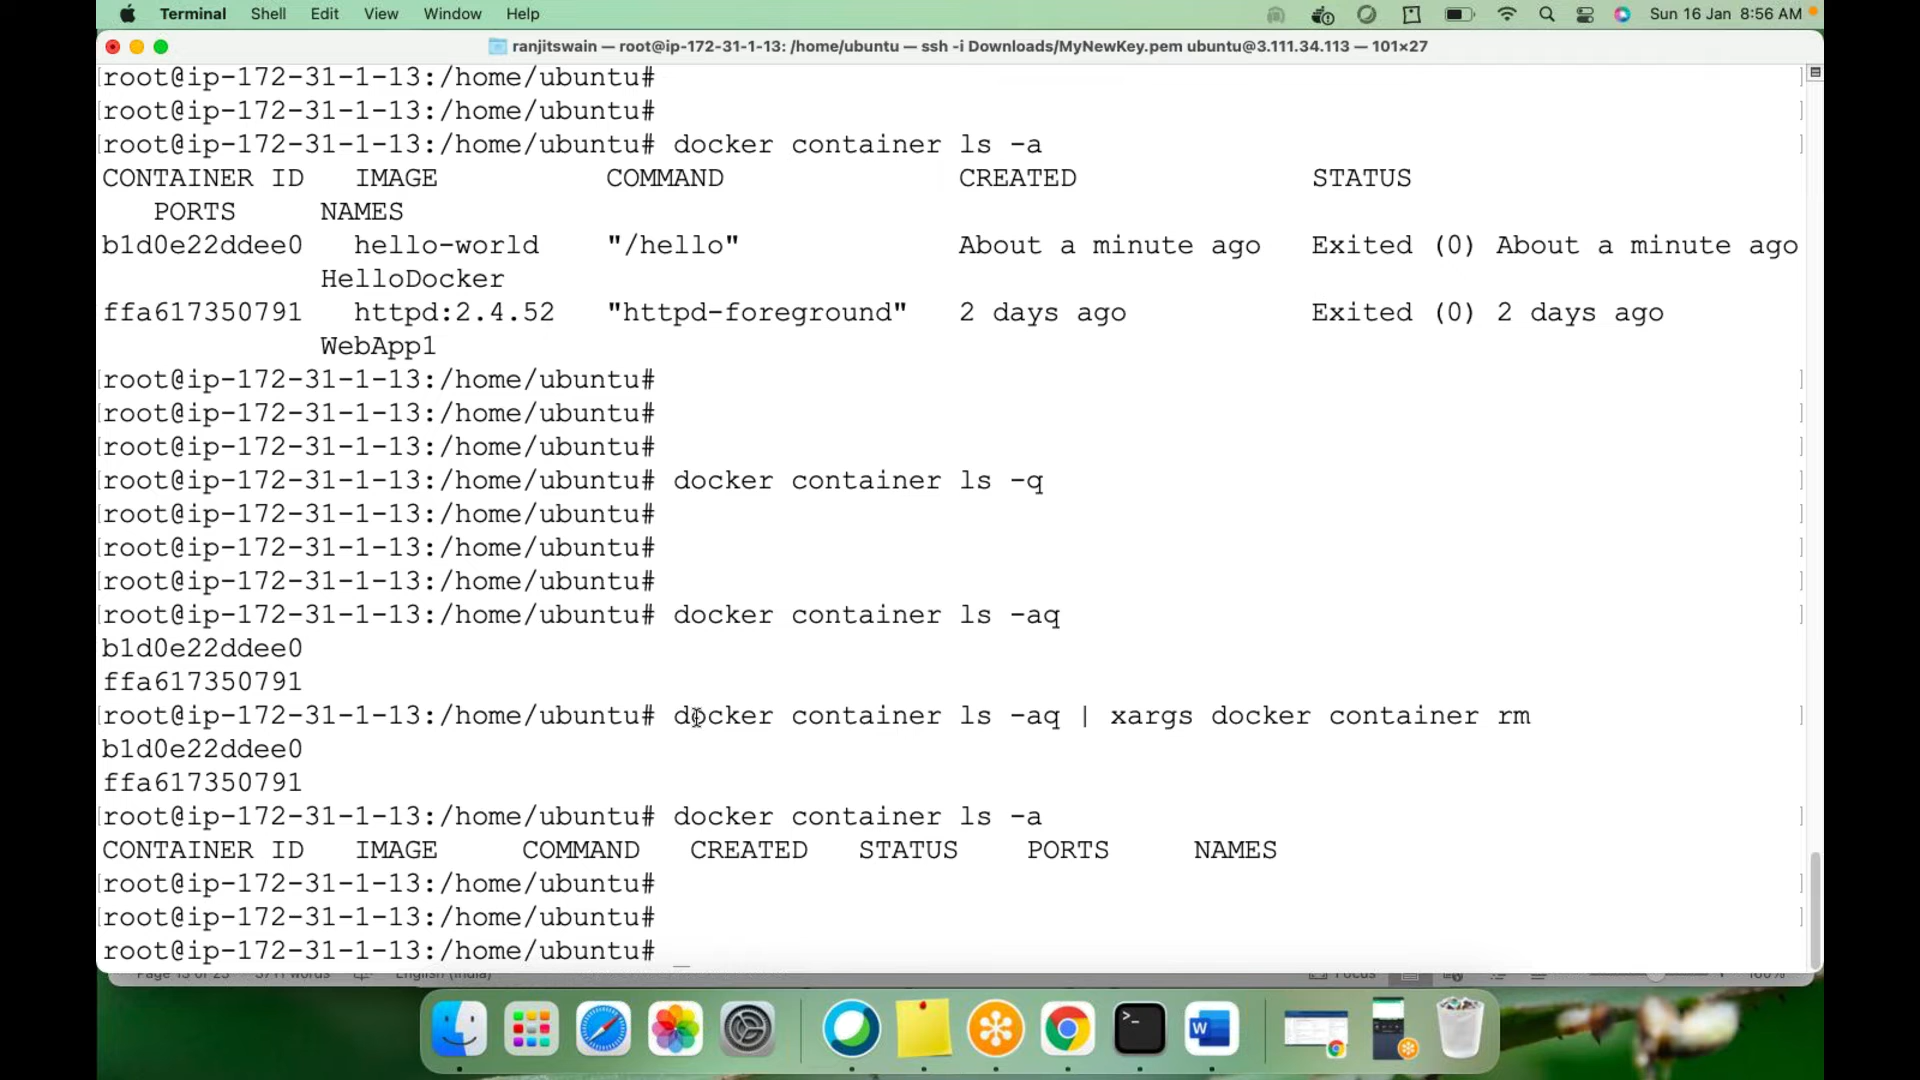 Terminal Shell Edit View Window Help Sun 16 Jan 8:56 AM
ranjitswain — root@ip-172-31-1-13: /home/ubuntu — ssh -i Downloads/MyNewKey.pem ubuntu@3.111.34.113 — 101×27
root@ip-172-31-1-13:/home/ubuntu#
root@ip-172-31-1-13:/home/ubuntu#
root@ip-172-31-1-13:/home/ubuntu# docker container ls -a
CONTAINER ID IMAGE COMMAND CREATED STATUS
PORTS NAMES
b1d0e22ddee0 hello-world "/hello" About a minute ago Exited (0) About a minute ago
HelloDocker
ffa617350791 httpd:2.4.52 "httpd-foreground" 2 days ago Exited (0) 2 days ago
WebApp1
root@ip-172-31-1-13:/home/ubuntu#
root@ip-172-31-1-13:/home/ubuntu#
root@ip-172-31-1-13:/home/ubuntu#
root@ip-172-31-1-13:/home/ubuntu# docker container ls -q
root@ip-172-31-1-13:/home/ubuntu#
root@ip-172-31-1-13:/home/ubuntu#
root@ip-172-31-1-13:/home/ubuntu#
root@ip-172-31-1-13:/home/ubuntu# docker container ls -aq
b1d0e22ddee0
ffa617350791
root@ip-172-31-1-13:/home/ubuntu# docker container ls -aq | xargs docker container rm
b1d0e22ddee0
ffa617350791
root@ip-172-31-1-13:/home/ubuntu# docker container ls -a
CONTAINER ID IMAGE COMMAND CREATED STATUS PORTS NAMES
root@ip-172-31-1-13:/home/ubuntu#
root@ip-172-31-1-13:/home/ubuntu#
root@ip-172-31-1-13:/home/ubuntu#
English (India) Focus
W